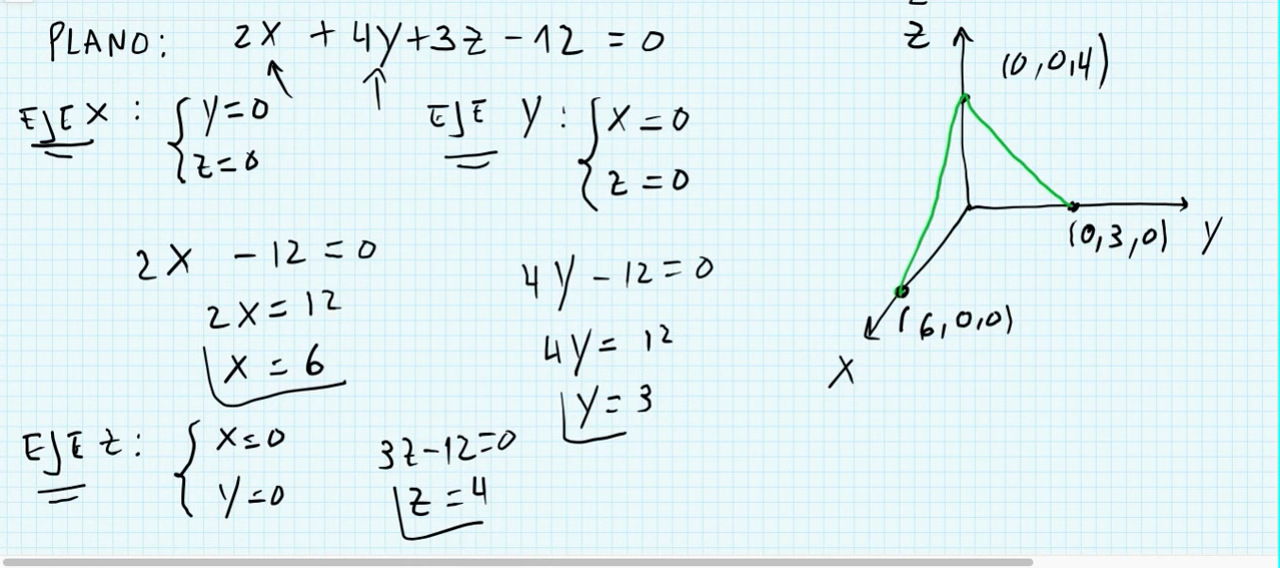 PLANO: 2X + 4Y+3Z -12 = 0
EJE X : { Y=0
Z=0
2X -12 = 0
2X = 12
X = 6
EJE Y : { X=0
Z=0
4Y -12 = 0
4Y = 12
Y = 3
EJE Z : { X=0
Y=0
3Z-12=0
Z = 4
Z
(0,0,4)
(0,3,0) Y
(6,0,0)
X